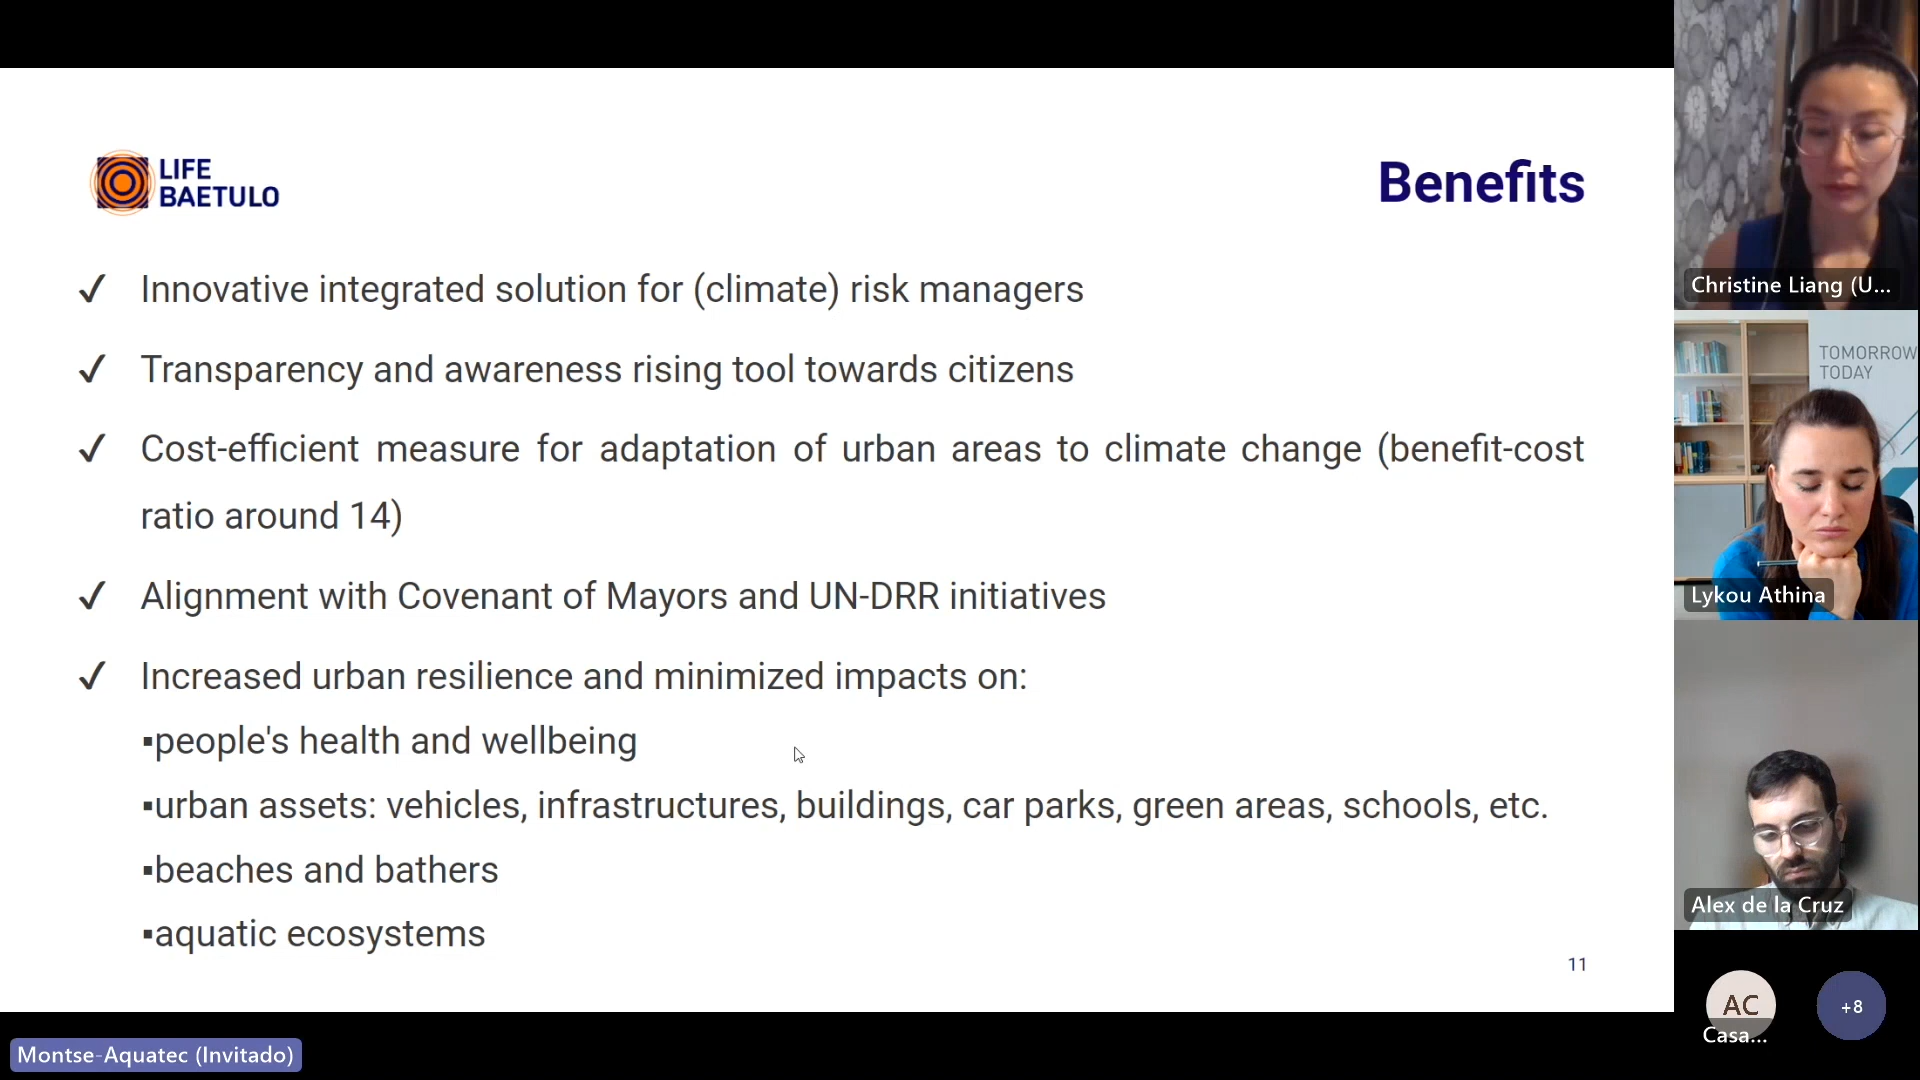 LIFE
BAETULO
Benefits
✓ Innovative integrated solution for (climate) risk managers
✓ Transparency and awareness rising tool towards citizens
✓ Cost-efficient measure for adaptation of urban areas to climate change (benefit-cost
ratio around 14)
✓ Alignment with Covenant of Mayors and UN-DRR initiatives
✓ Increased urban resilience and minimized impacts on:
▪people's health and wellbeing
▪urban assets: vehicles, infrastructures, buildings, car parks, green areas, schools, etc.
▪beaches and bathers
▪aquatic ecosystems
11
Christine Liang (U...
TOMORROW
TODAY
Lykou Athina
Alex de la Cruz
AC
Casa...
+8
Montse-Aquatec (Invitado)